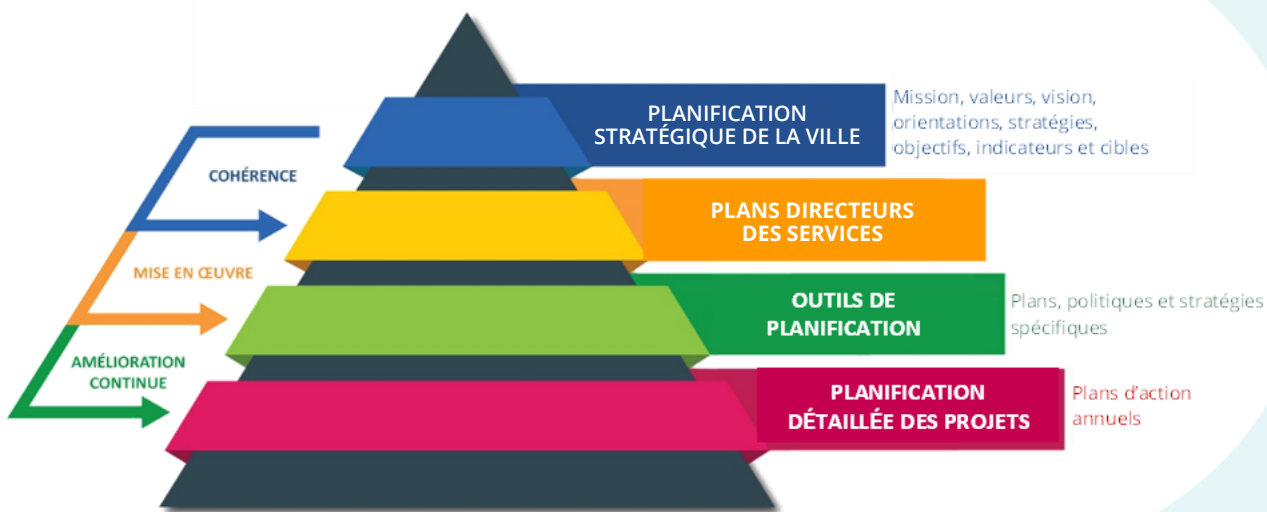 PLANIFICATION
STRATÉGIQUE DE LA VILLE
Mission, valeurs, vision,
orientations, stratégies,
objectifs, indicateurs et cibles
COHÉRENCE
PLANS DIRECTEURS
DES SERVICES
MISE EN ŒUVRE
OUTILS DE
PLANIFICATION
Plans, politiques et stratégies
spécifiques
AMÉLIORATION
CONTINUE
PLANIFICATION
DÉTAILLÉE DES PROJETS
Plans d’action
annuels